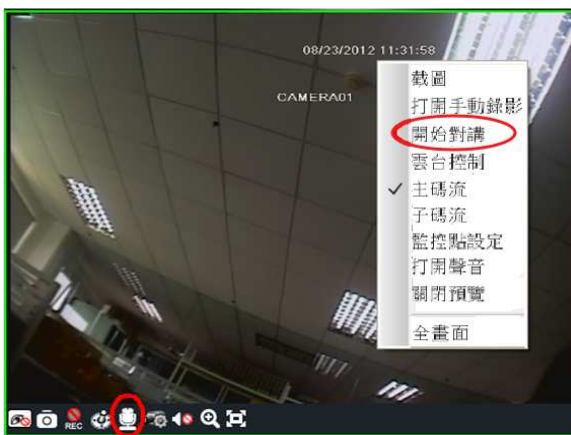 08/23/2012 11:31:58
CAMERA01
截圖
打開手動錄影
開始對講
雲台控制
✓ 主碼流
子碼流
監控點設定
打開聲音
關閉預覽
全畫面
REC